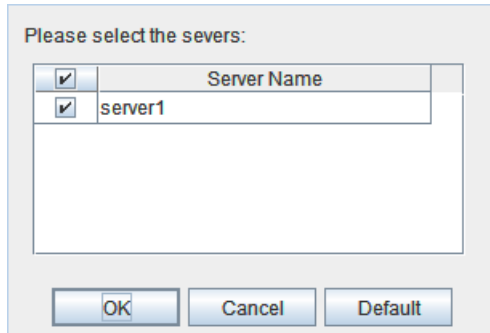 Please select the severs:
Server Name
server1
OK
Cancel
Default